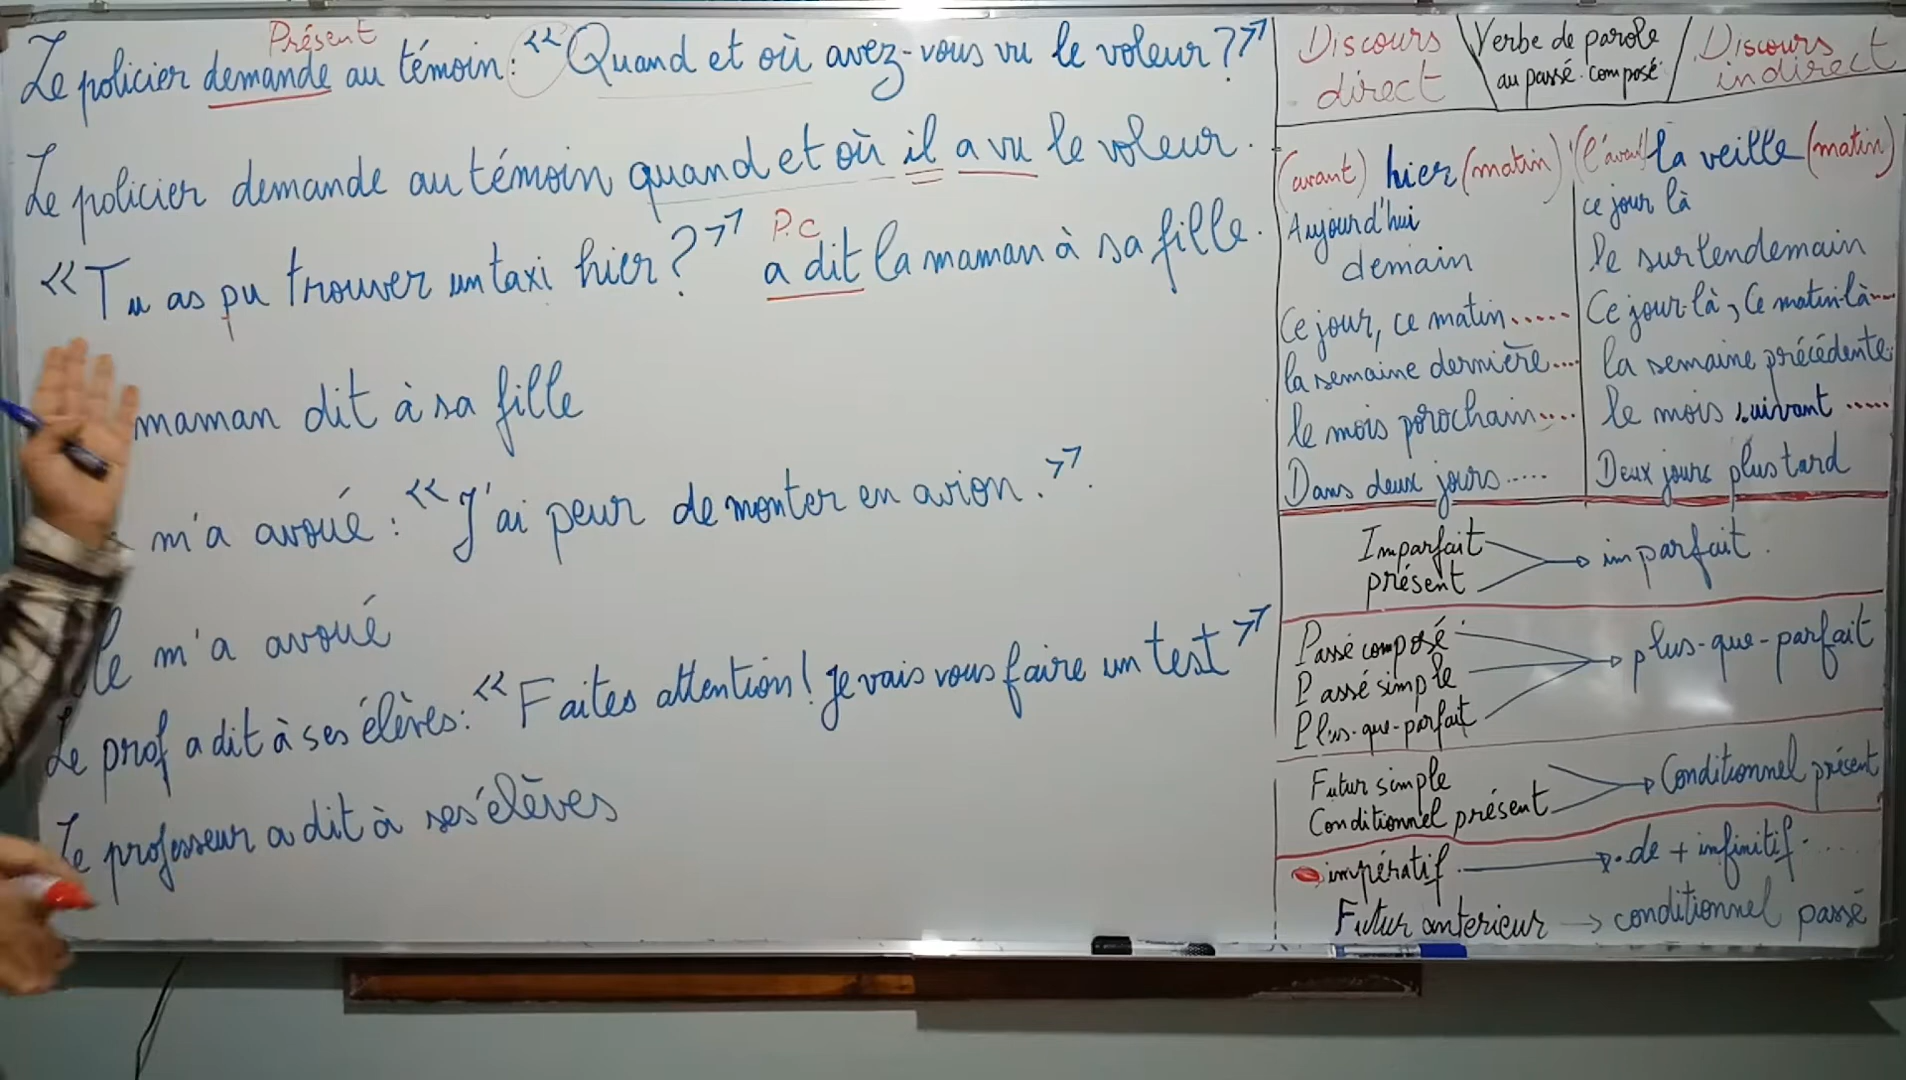 Présent
Le policier demande au témoin: «Quand et où avez-vous vu le voleur?»
Le policier demande au témoin quand et où il a vu le voleur.
P.c
«Tu as pu trouver un taxi hier?» a dit la maman à sa fille.
maman dit à sa fille
m'a avoué: «J'ai peur de monter en avion.».
m'a avoué
Le prof a dit à ses élèves: «Faites attention! je vais vous faire un test»
Le professeur a dit à ses élèves
Discours direct
Verbe de parole
au passé composé
Discours indirect
(avant) hier (matin)
la veille (matin)
Aujourd'hui
ce jour là
demain
le surlendemain
Ce jour, ce matin.....
Ce jour-là, Ce matin-là....
la semaine dernière....
la semaine précédente.
le mois prochain....
le mois suivant .....
Dans deux jours.....
Deux jours plus tard
Imparfait
présent
imparfait.
Passé composé
Passé simple
Plus-que-parfait
plus-que-parfait
Futur simple
Conditionnel présent
Conditionnel présent
impératif
.de + infinitif.....
Futur anterieur → conditionnel passé